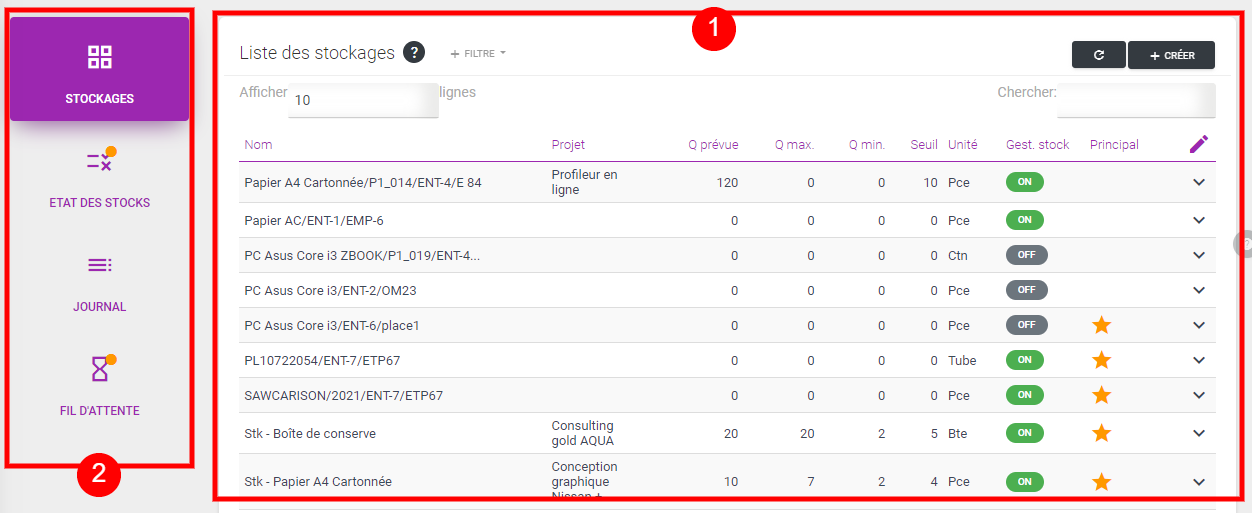 1
Liste des stockages ? + FILTRE
+ CRÉER
STOCKAGES
Afficher 10 lignes Chercher:
Nom Projet Q prévue Q max. Q min. Seuil Unité Gest. stock Principal
Papier A4 Cartonnée/P1_014/ENT-4/E 84 Profileur en ligne 120 0 0 10 Pce ON
Papier AC/ENT-1/EMP-6 0 0 0 0 Pce ON
PC Asus Core i3 ZBOOK/P1_019/ENT-4... 0 0 0 0 Ctn OFF
PC Asus Core i3/ENT-2/OM23 0 0 0 0 Pce OFF
PC Asus Core i3/ENT-6/place1 0 0 0 0 Pce OFF
PL10722054/ENT-7/ETP67 0 0 0 0 Tube ON
SAWCARISON/2021/ENT-7/ETP67 0 0 0 0 Pce ON
Stk - Boîte de conserve Consulting gold AQUA 20 20 2 5 Bte ON
Stk - Papier A4 Cartonnée Conception graphique Nissan + 10 7 2 4 Pce ON
ETAT DES STOCKS
JOURNAL
FIL D'ATTENTE
2
?